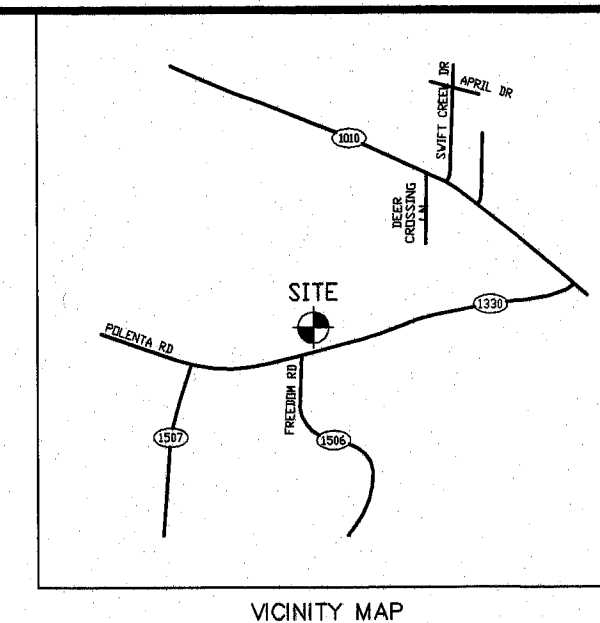 SWIFT CREEK DR
APRIL DR
1010
DEER
CROSSING
LN
SITE
1330
POLENTA RD
FREEDOM RD
1507
1506
VICINITY MAP